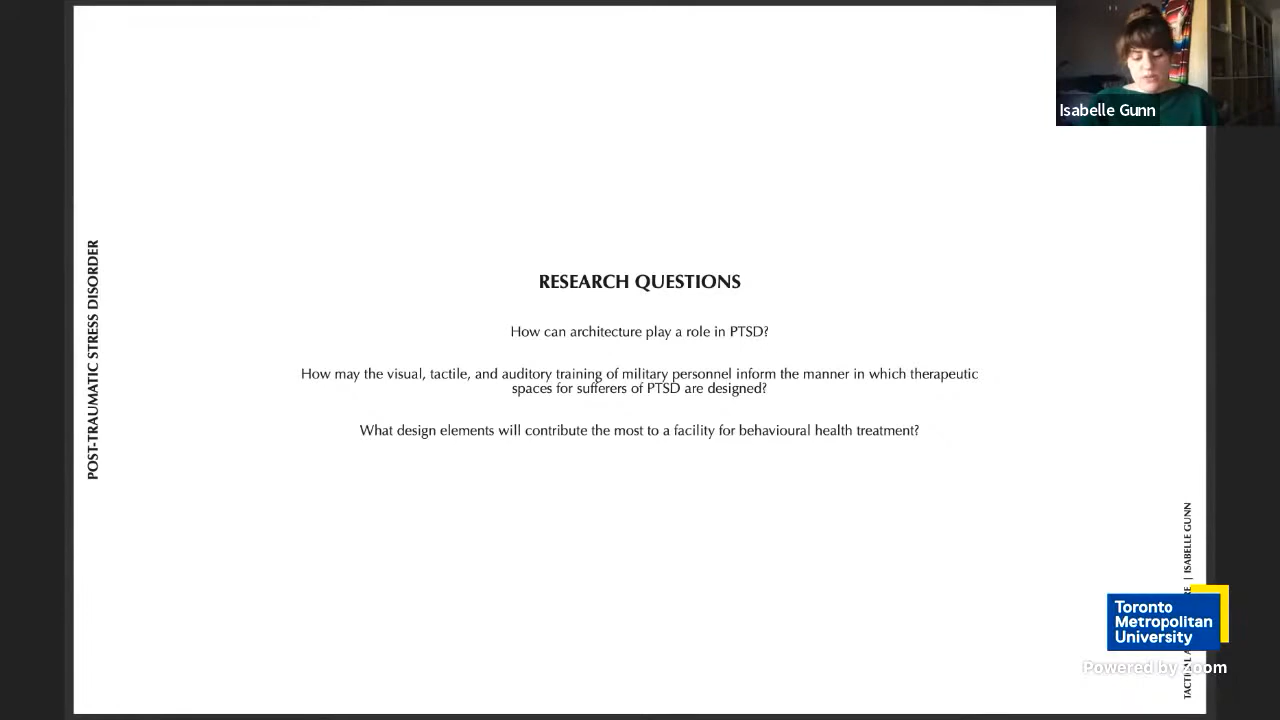 Isabelle Gunn
POST-TRAUMATIC STRESS DISORDER
RESEARCH QUESTIONS
How can architecture play a role in PTSD?
How may the visual, tactile, and auditory training of military personnel inform the manner in which therapeutic
spaces for sufferers of PTSD are designed?
What design elements will contribute the most to a facility for behavioural health treatment?
| ISABELLE GUNN
Toronto
Metropolitan
University
Powered by Zoom